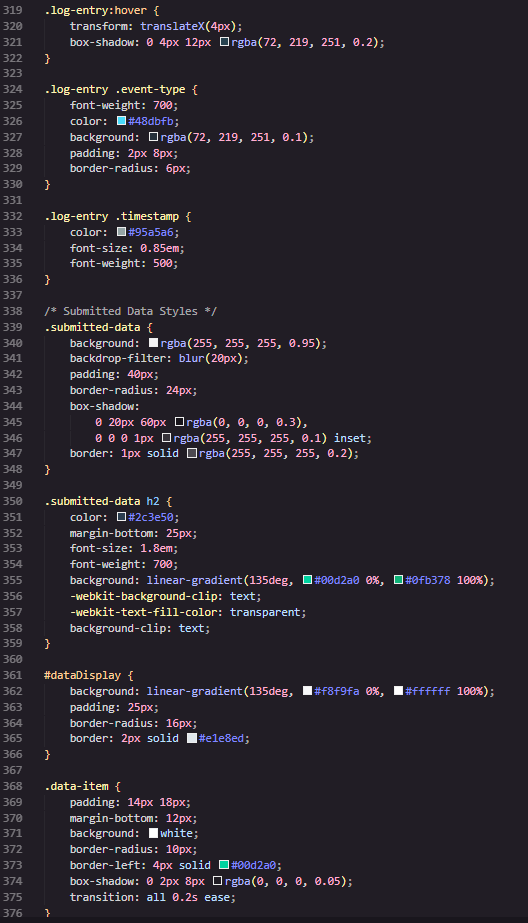 319 .log-entry:hover {
320 transform: translateX(4px);
321 box-shadow: 0 4px 12px rgba(72, 219, 251, 0.2);
322 }
323
324 .log-entry .event-type {
325 font-weight: 700;
326 color: #48dbfb;
327 background: rgba(72, 219, 251, 0.1);
328 padding: 2px 8px;
329 border-radius: 6px;
330 }
331
332 .log-entry .timestamp {
333 color: #95a5a6;
334 font-size: 0.85em;
335 font-weight: 500;
336 }
337
338 /* Submitted Data Styles */
339 .submitted-data {
340 background: rgba(255, 255, 255, 0.95);
341 backdrop-filter: blur(20px);
342 padding: 40px;
343 border-radius: 24px;
344 box-shadow:
345 0 20px 60px rgba(0, 0, 0, 0.3),
346 0 0 0 1px rgba(255, 255, 255, 0.1) inset;
347 border: 1px solid rgba(255, 255, 255, 0.2);
348 }
349
350 .submitted-data h2 {
351 color: #2c3e50;
352 margin-bottom: 25px;
353 font-size: 1.8em;
354 font-weight: 700;
355 background: linear-gradient(135deg, #00d2a0 0%, #0fb378 100%);
356 -webkit-background-clip: text;
357 -webkit-text-fill-color: transparent;
358 background-clip: text;
359 }
360
361 #dataDisplay {
362 background: linear-gradient(135deg, #f8f9fa 0%, #ffffff 100%);
363 padding: 25px;
364 border-radius: 16px;
365 border: 2px solid #e1e8ed;
366 }
367
368 .data-item {
369 padding: 14px 18px;
370 margin-bottom: 12px;
371 background: white;
372 border-radius: 10px;
373 border-left: 4px solid #00d2a0;
374 box-shadow: 0 2px 8px rgba(0, 0, 0, 0.05);
375 transition: all 0.2s ease;
376 }